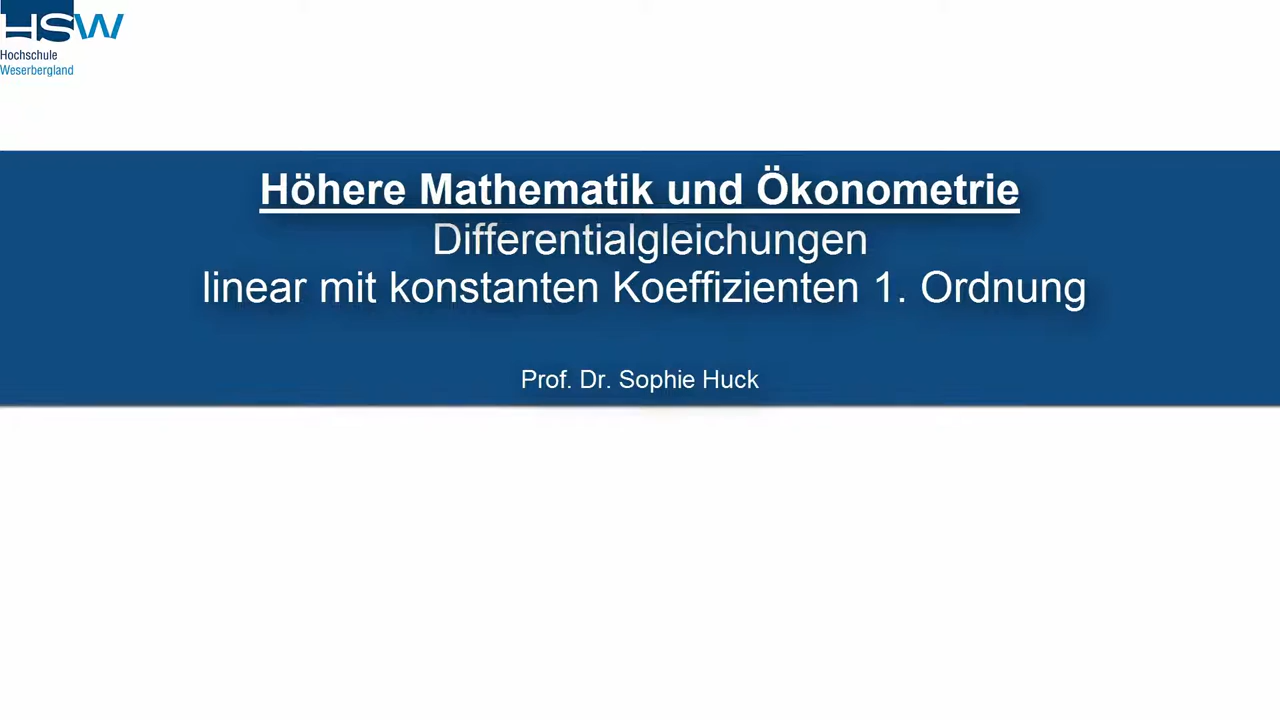 HSW
Hochschule
Weserbergland
Höhere Mathematik und Ökonometrie
Differentialgleichungen
linear mit konstanten Koeffizienten 1. Ordnung
Prof. Dr. Sophie Huck